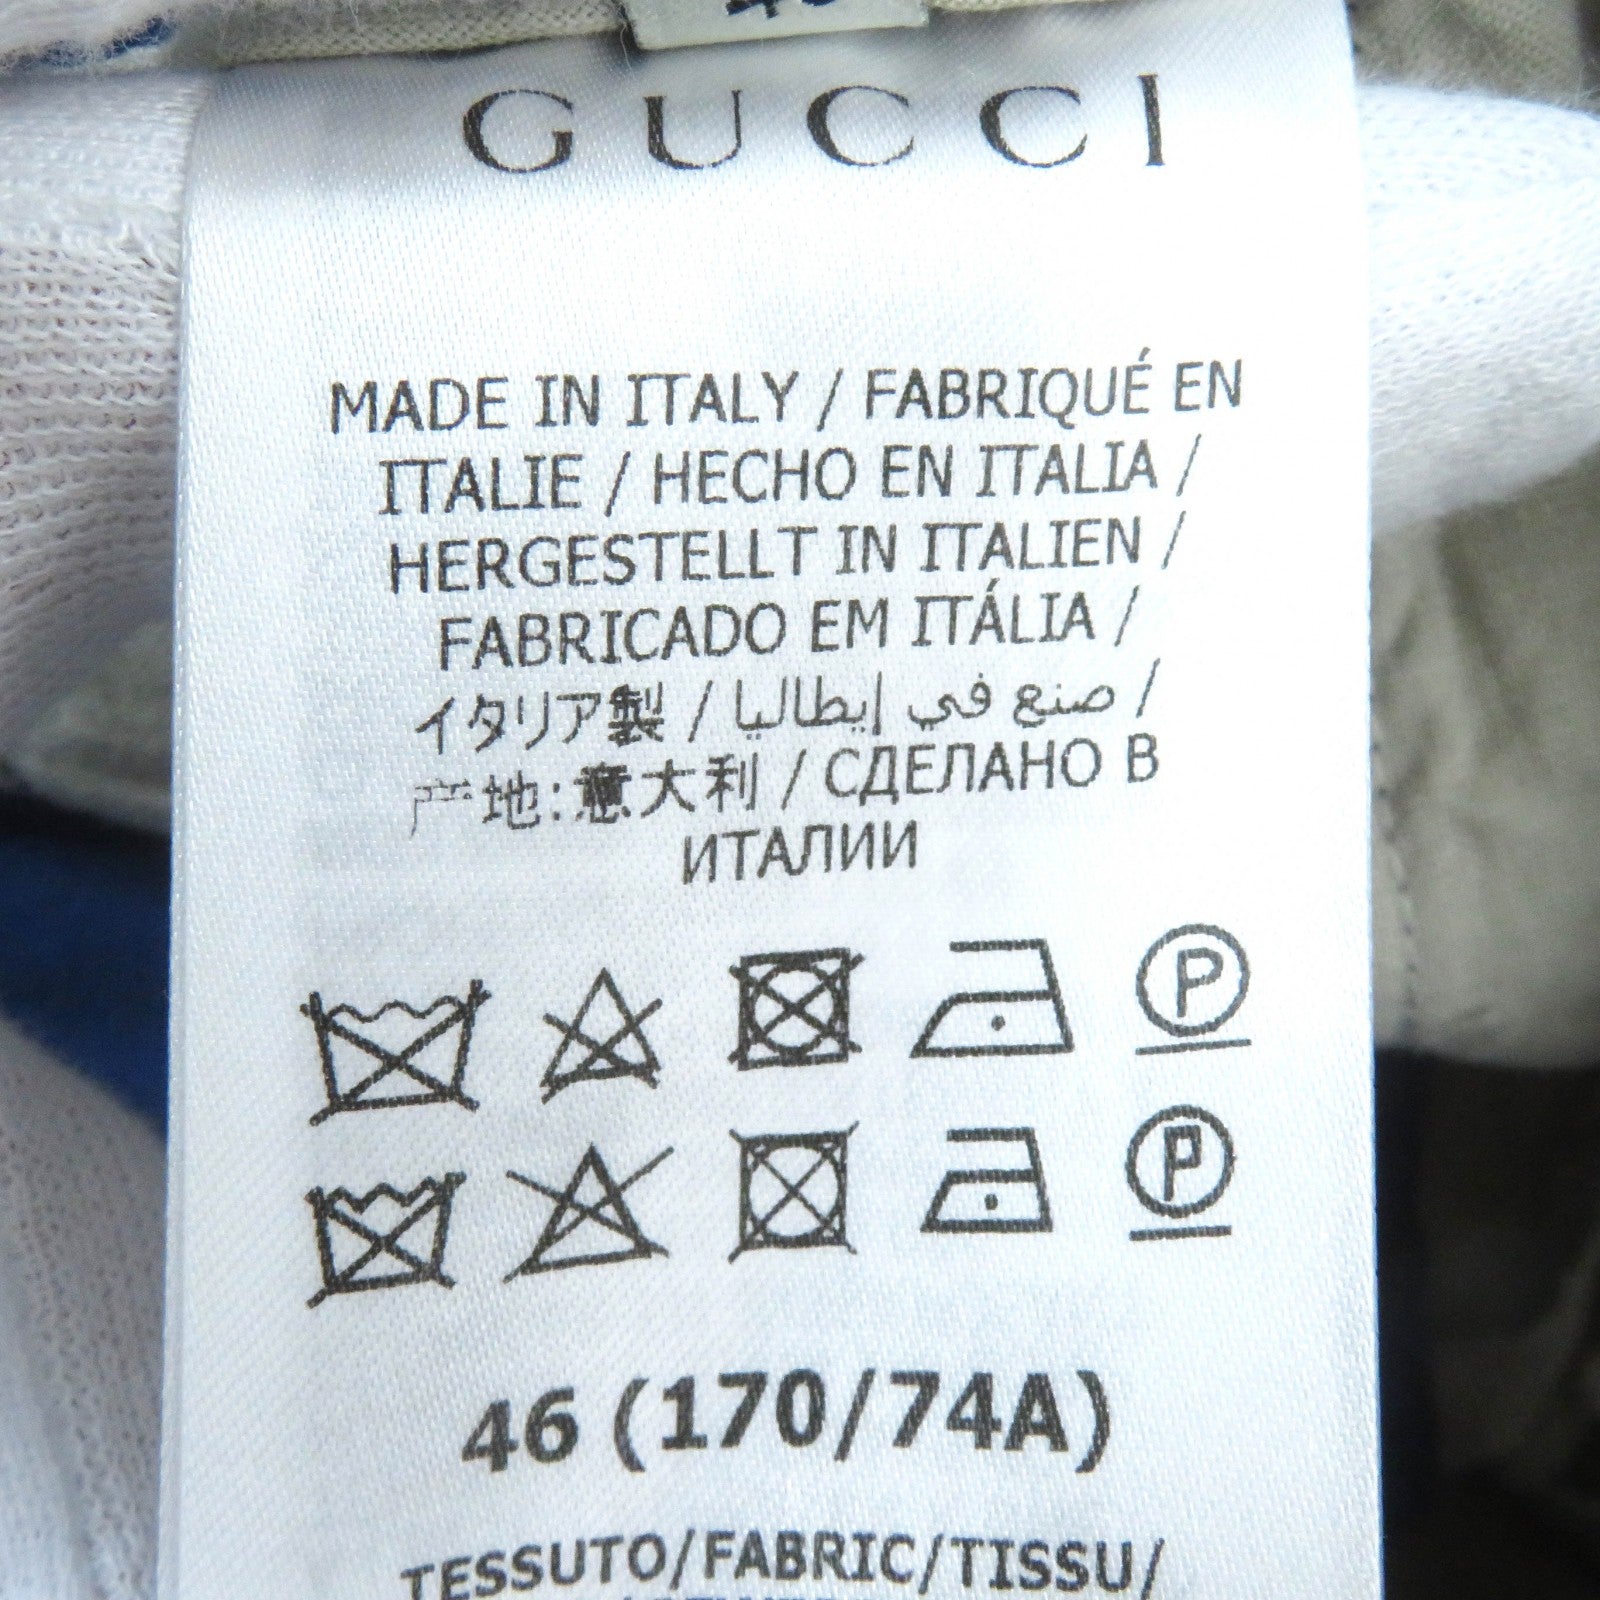 GUCCI
MADE IN ITALY / FABRIQUÉ EN
ITALIE / HECHO EN ITALIA /
HERGESTELLT IN ITALIEN /
FABRICADO EM ITÁLIA /
イタリア製 / صنع في إيطاليا /
产地:意大利 / СДЕЛАНО В
ИТАЛИИ
P
P
46 (170/74A)
TESSUTO/FABRIC/TISSU/